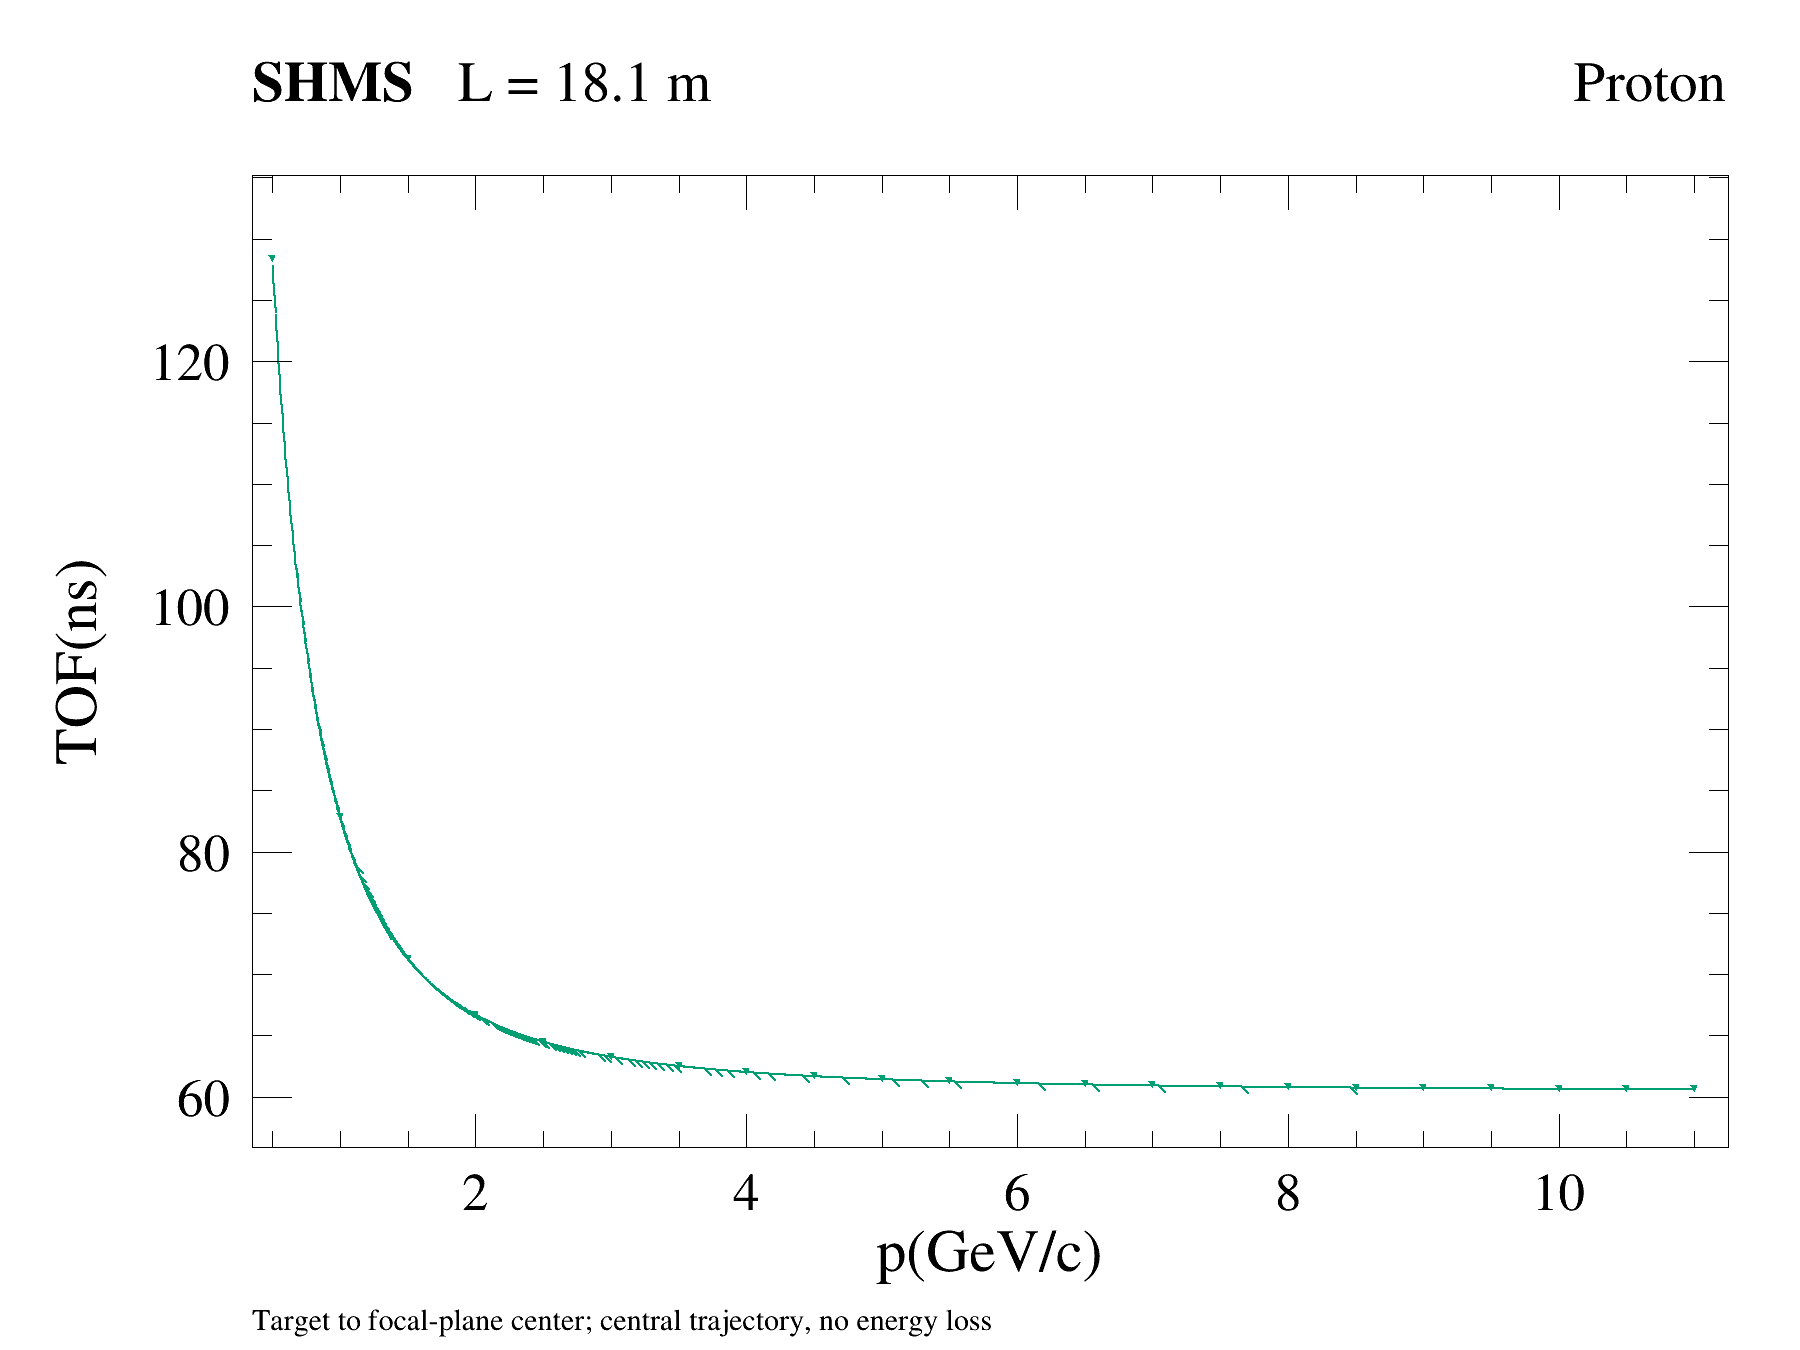 SHMS L = 18.1 m
Proton
TOF(ns)
120
100
80
60
2 4 6 8 10
p(GeV/c)
Target to focal-plane center; central trajectory, no energy loss